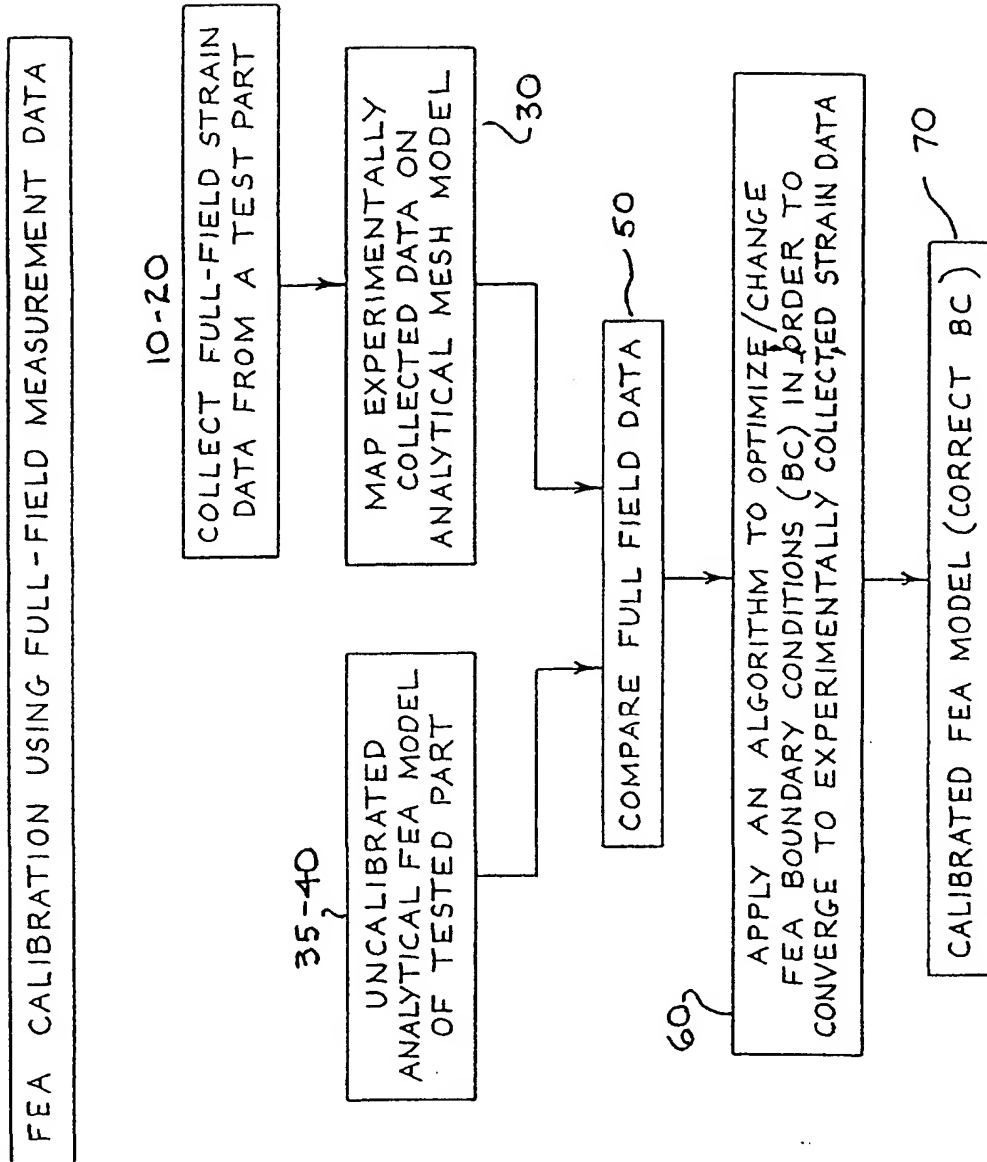 FEA CALIBRATION USING FULL-FIELD MEASUREMENT DATA
10-20
COLLECT FULL-FIELD STRAIN
DATA FROM A TEST PART
35-40
UNCALIBRATED
ANALYTICAL FEA MODEL
OF TESTED PART
MAP EXPERIMENTALLY
COLLECTED DATA ON
ANALYTICAL MESH MODEL
30
COMPARE FULL FIELD DATA
50
60
APPLY AN ALGORITHM TO OPTIMIZE/CHANGE
FEA BOUNDARY CONDITIONS (BC) IN ORDER TO
CONVERGE TO EXPERIMENTALLY COLLECTED STRAIN DATA
CALIBRATED FEA MODEL (CORRECT BC)
70